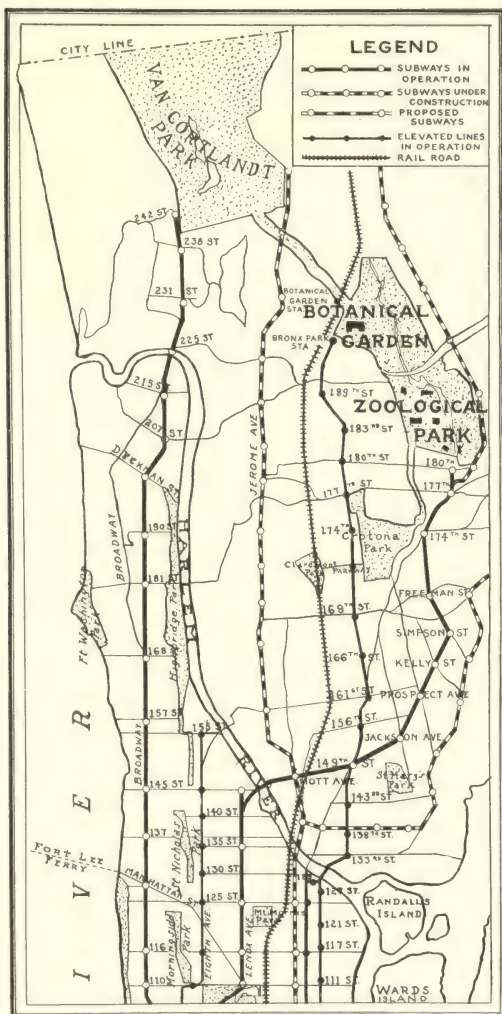 CITY LINE
VAN CORTLANDT
PARK
LEGEND
SUBWAYS IN
OPERATION
SUBWAYS UNDER
CONSTRUCTION
PROPOSED
SUBWAYS
ELEVATED LINES
IN OPERATION
RAIL ROAD
242 ST
238 ST
231 ST
225 ST
215 ST
207 ST
DYCKMAN ST.
BROADWAY
190 ST
181
Ft Washington
Park
Highbridge Park
HARLEM
RIVER
168
157 ST
155 ST
BROADWAY
145 ST
140 ST
137
135 ST
St Nicholas
Park
130 ST
FORT LEE
FERRY
MANHATTAN ST
125 ST
116
Morningside
Park
EIGHTH AVE
LENOX AVE
110
RIVER
JEROME AVE
BOTANICAL
GARDEN
STA
BOTANICAL
GARDEN
BRONX PARK
STA
ZOOLOGICAL
PARK
189TH ST
183RD ST
180TH ST
180TH
177TH ST
177TH
174TH
Crotona
Park
174TH ST
Claremont
Park
169TH ST.
FREEMAN ST
SIMPSON ST
166TH ST.
KELLY ST
161ST ST.
PROSPECT AVE
156TH ST.
JACKSON AVE
149TH ST
MOTT AVE.
St Mary's
Park
143RD ST
138TH ST.
133RD ST.
127 ST.
RANDALLS
ISLAND
Mt. Morris
Park
121 ST.
117 ST.
111 ST.
WARDS
ISLAND